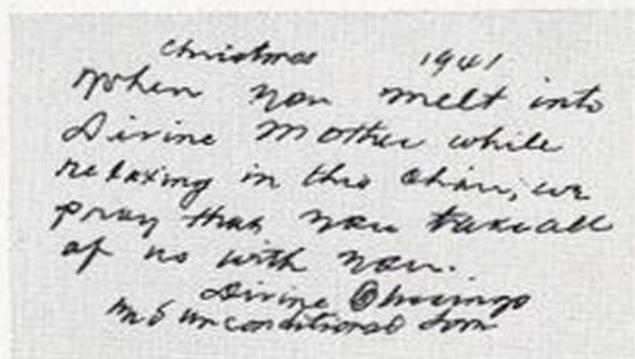 Christmas 1941
When you melt into
Divine Mother while
relaxing in this chair, we
pray that you take all
of us with you.
Divine Blessings
unconditional love